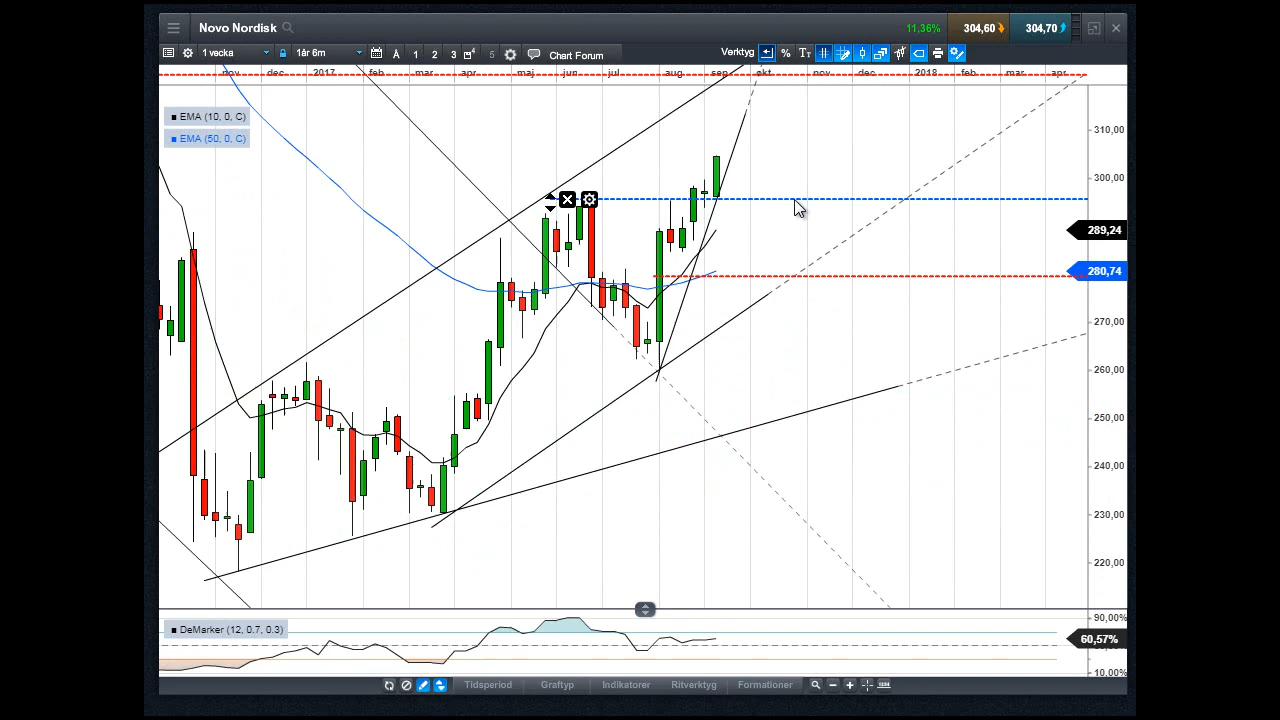 Novo Nordisk 11,36% 304,60 304,70
1 vecka 1år 6m A 1 2 3 5 Chart Forum Verktyg % TT
nov dec 2017 feb mar apr maj jun jul aug sep okt nov dec 2018 feb mar apr
EMA (10, 0, C)
EMA (50, 0, C)
310,00
300,00
289,24
280,74
270,00
260,00
250,00
240,00
230,00
220,00
DeMarker (12, 0.7, 0.3)
90,00%
60,57%
10,00%
Tidsperiod Graftyp Indikatorer Ritverktyg Formationer